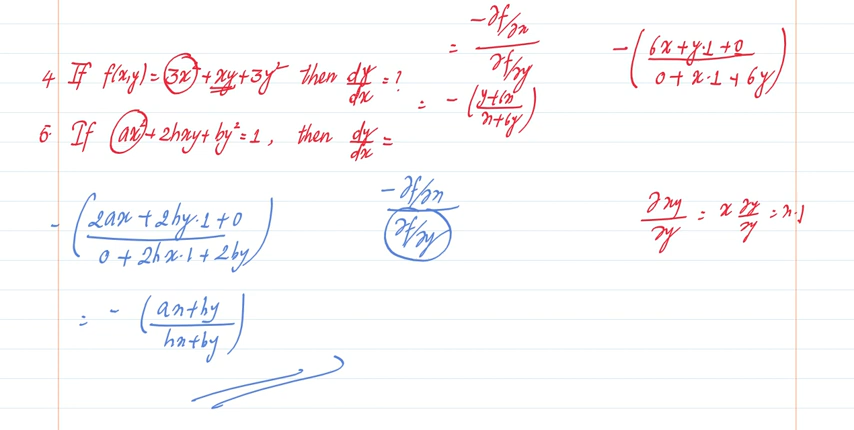 4. If f(x,y) = 3x² + xy + 3y² then dy/dx = ?
= (-∂f/∂x)/(∂f/∂y)
= -((y+6x)/(x+6y))
-((6x+y·1+0)/(0+x·1+6y))
5. If ax² + 2hxy + by² = 1, then dy/dx =
-((2ax+2hy·1+0)/(0+2hx·1+2by))
(-∂f/∂x)/(∂f/∂y)
∂xy/∂y = x ∂y/∂y = x·1
= -((ax+hy)/(hx+by))